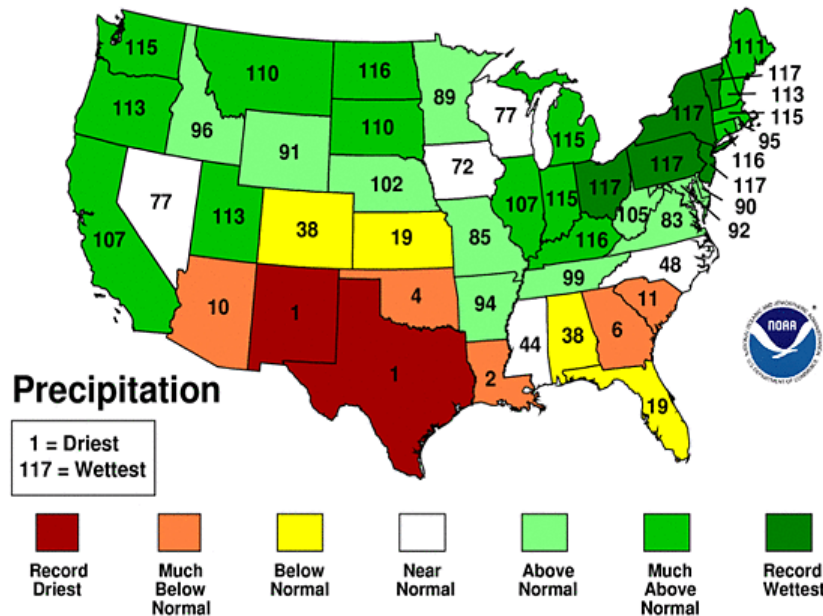 115
110
116
89
77
111
113
96
91
110
115
117
117
113
115
95
116
117
90
92
72
102
107
115
117
117
105
83
107
77
113
38
19
85
116
99
48
10
1
4
94
44
38
6
11
1
2
19
NOAA
Precipitation
1 = Driest
117 = Wettest
Record
Driest
Much
Below
Normal
Below
Normal
Near
Normal
Above
Normal
Much
Above
Normal
Record
Wettest